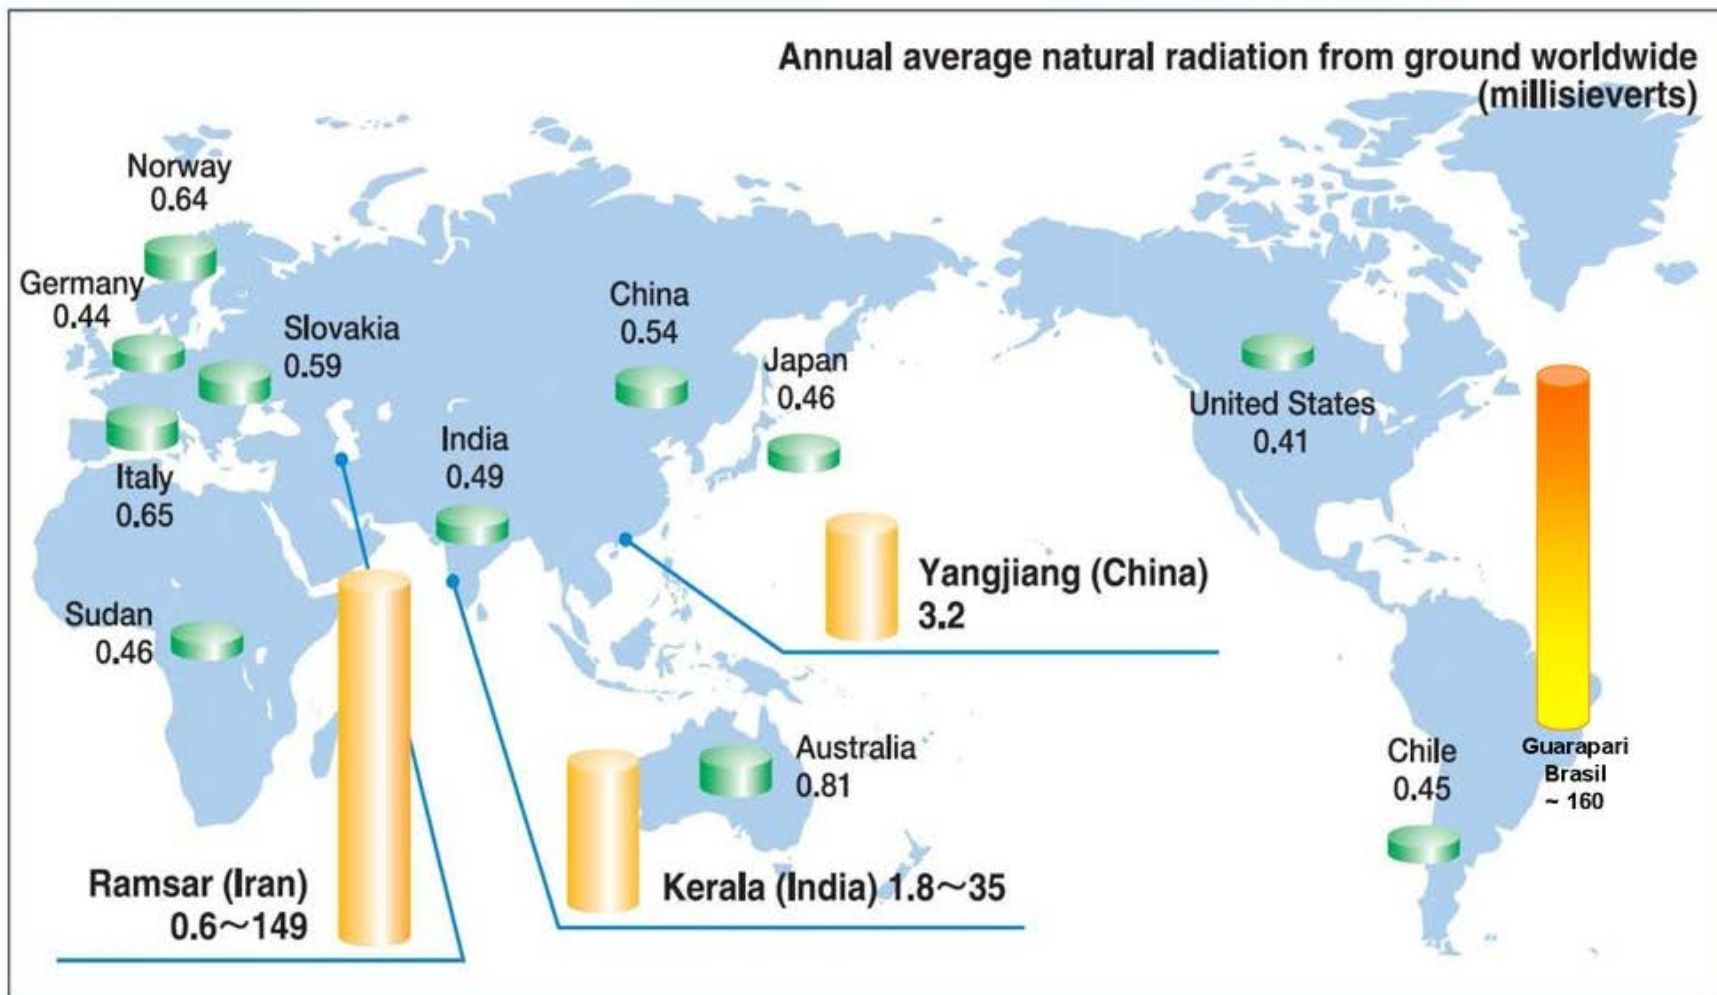 Annual average natural radiation from ground worldwide
(millisieverts)
Norway
0.64
Germany
0.44
Slovakia
0.59
Italy
0.65
China
0.54
Japan
0.46
India
0.49
United States
0.41
Yangjiang (China)
3.2
Sudan
0.46
Australia
0.81
Chile
0.45
Guarapari
Brasil
~ 160
Ramsar (Iran)
0.6～149
Kerala (India) 1.8～35